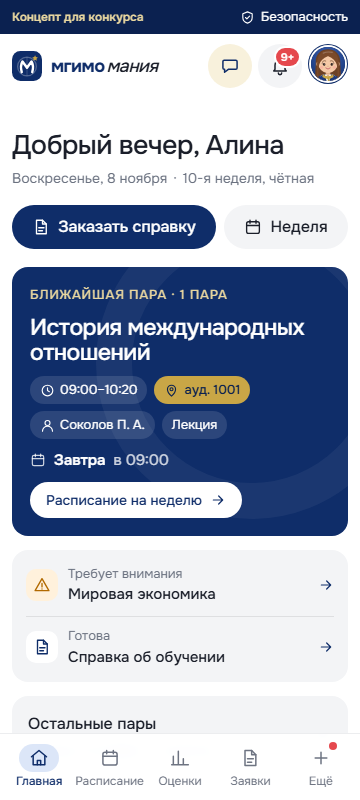 Концепт для конкурса
Безопасность
мгимо мания
9+
Добрый вечер, Алина
Воскресенье, 8 ноября · 10-я неделя, чётная
Заказать справку
Неделя
БЛИЖАЙШАЯ ПАРА · 1 ПАРА
История международных
отношений
09:00–10:20
ауд. 1001
Соколов П. А.
Лекция
Завтра в 09:00
Расписание на неделю
Требует внимания
Мировая экономика
Готова
Справка об обучении
Остальные пары
Главная
Расписание
Оценки
Заявки
Ещё